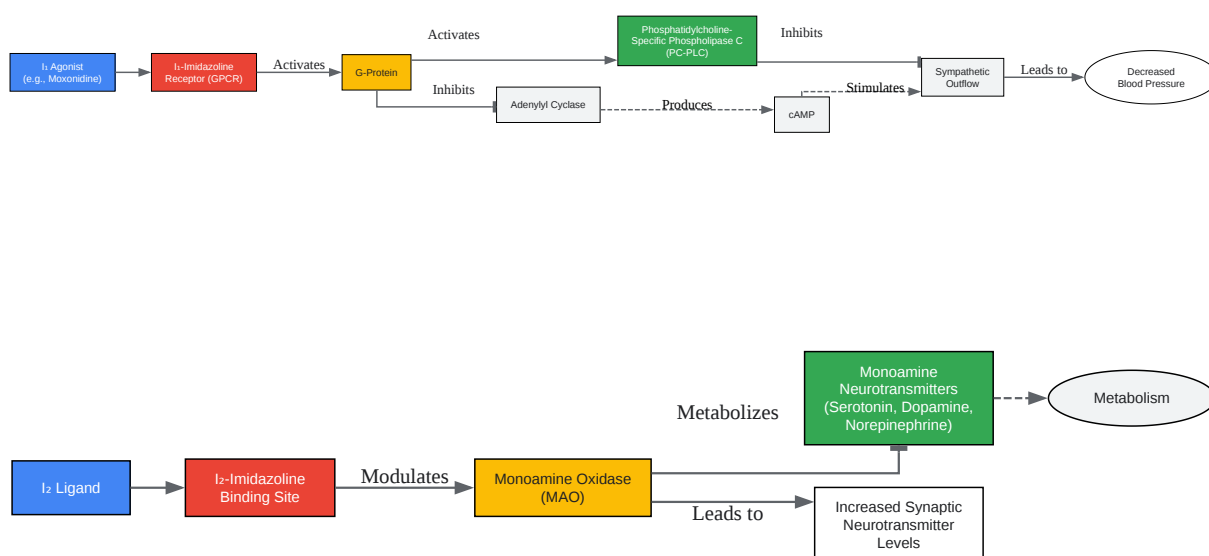 I₁ Agonist
(e.g., Moxonidine)
I₁-Imidazoline
Receptor (GPCR)
Activates
G-Protein
Activates
Phosphatidylcholine-
Specific Phospholipase C
(PC-PLC)
Inhibits
Inhibits
Adenylyl Cyclase
Produces
cAMP
Stimulates
Sympathetic
Outflow
Leads to
Decreased
Blood Pressure
I₂ Ligand
I₂-Imidazoline
Binding Site
Modulates
Monoamine Oxidase
(MAO)
Metabolizes
Monoamine
Neurotransmitters
(Serotonin, Dopamine,
Norepinephrine)
Metabolism
Leads to
Increased Synaptic
Neurotransmitter
Levels